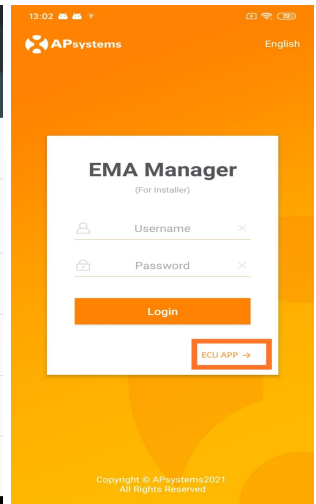 13:02
APsystems
English
EMA Manager
(For Installer)
Username
Password
Login
ECU APP →
Copyright © APsystems2021
All Rights Reserved